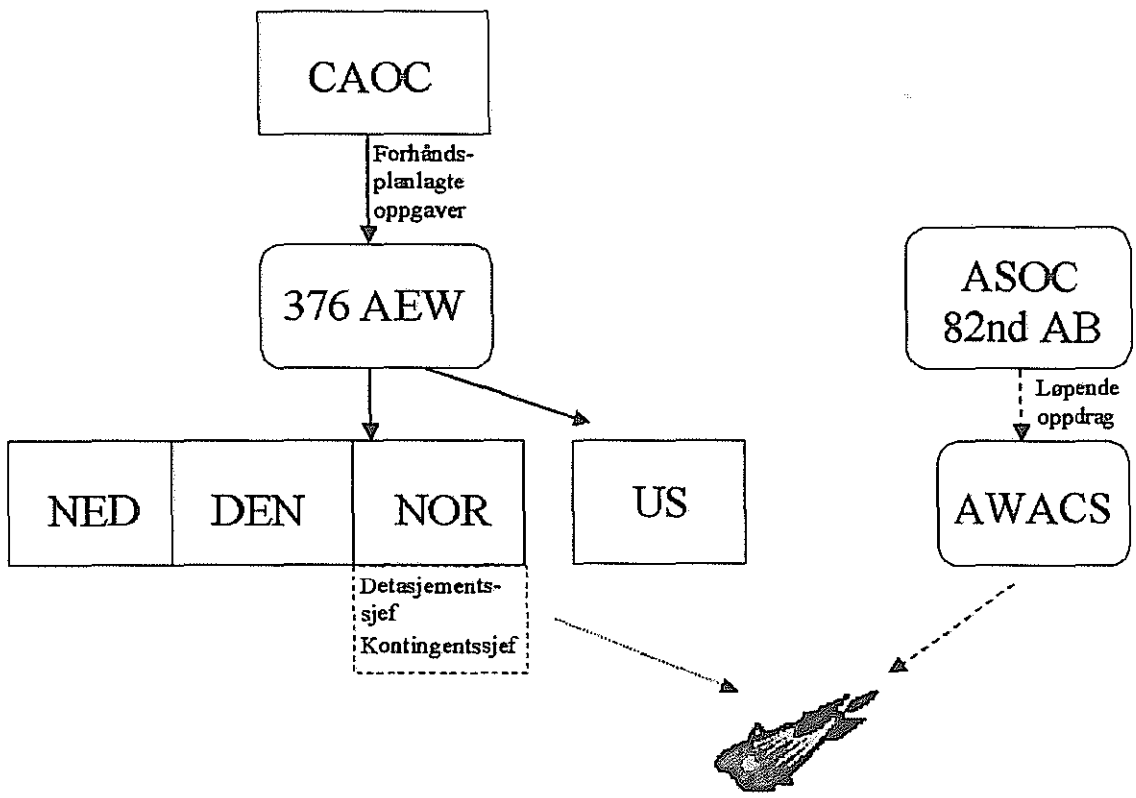 CAOC
Forhånds-
planlagte
oppgaver
376 AEW
ASOC
82nd AB
Løpende
oppdrag
NED
DEN
NOR
US
AWACS
Detasjements-
sjef
Kontingentssjef